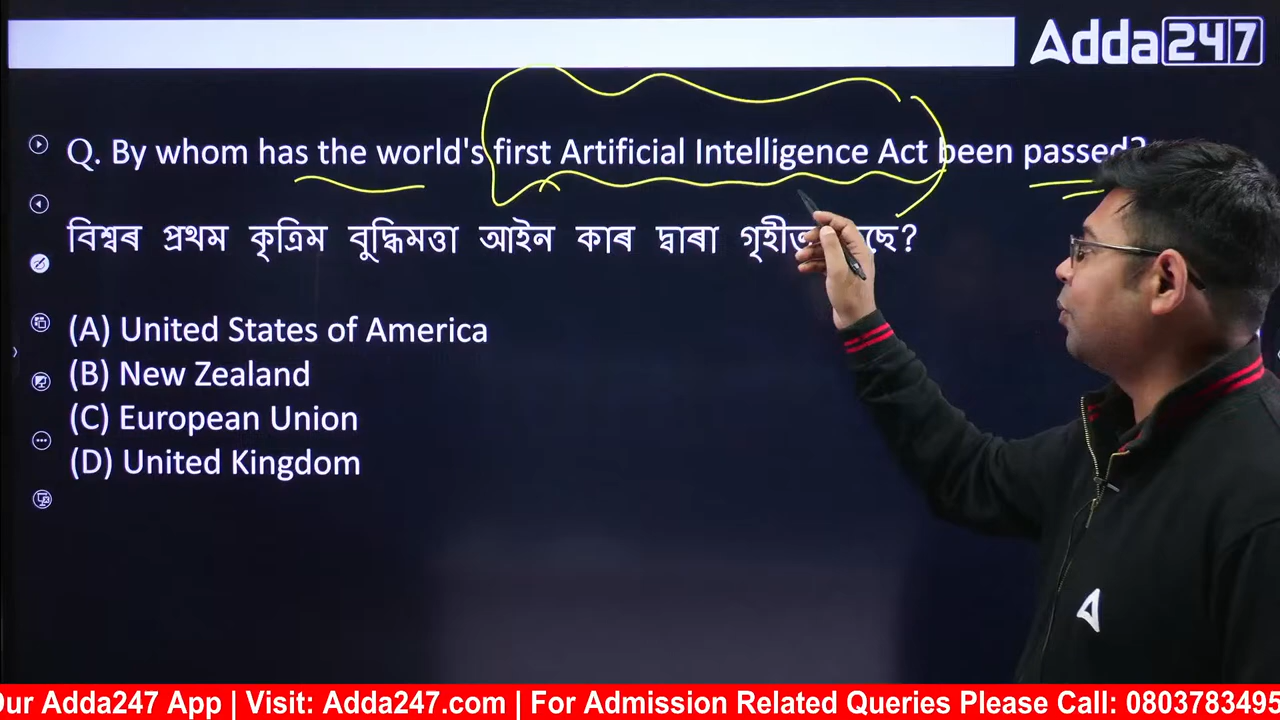 Adda247
Q. By whom has the world's first Artificial Intelligence Act been passed?
বিশ্বৰ প্ৰথম কৃত্ৰিম বুদ্ধিমত্তা আইন কাৰ দ্বাৰা
(A) United States of America
(B) New Zealand
(C) European Union
(D) United Kingdom
Our Adda247 App | Visit: Adda247.com | For Admission Related Queries Please Call: 0803783495